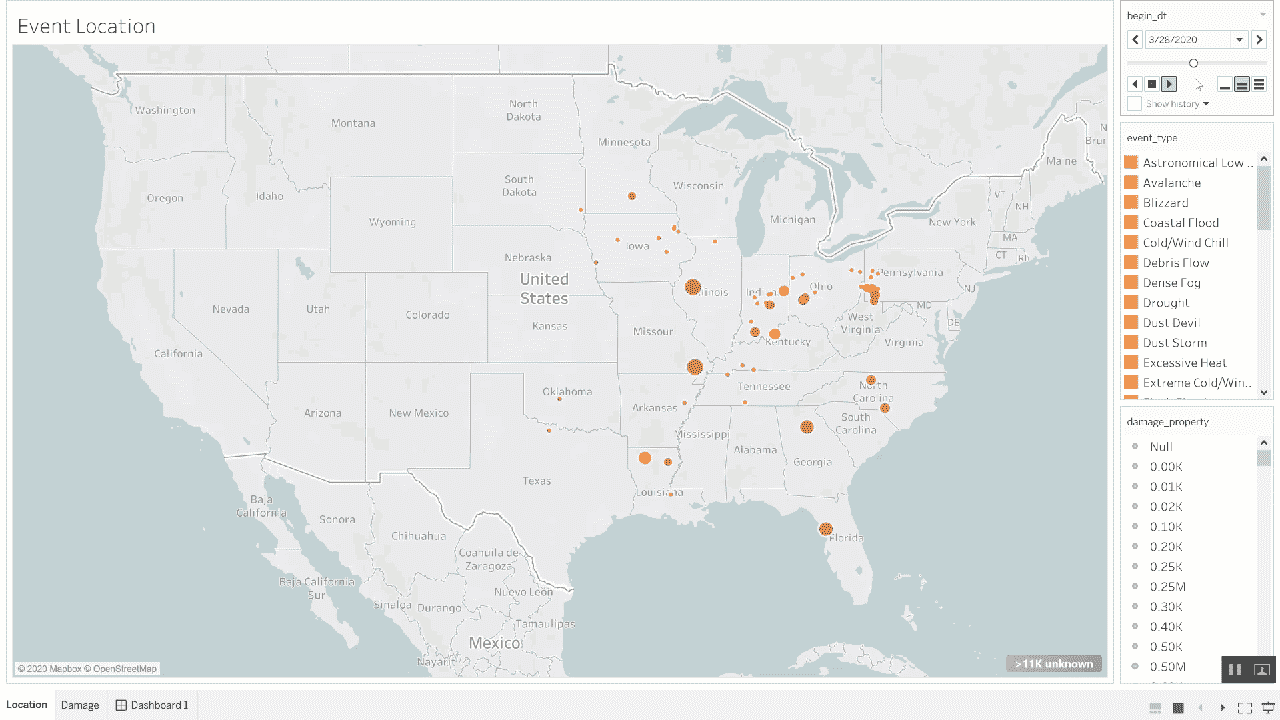 Event Location
begin_dt
3/28/2020
Show history
event_type
Astronomical Low ..
Avalanche
Blizzard
Coastal Flood
Cold/Wind Chill
Debris Flow
Dense Fog
Drought
Dust Devil
Dust Storm
Excessive Heat
Extreme Cold/Win..
damage_property
Null
0.00K
0.01K
0.02K
0.10K
0.20K
0.25K
0.25M
0.30K
0.40K
0.50K
0.50M
Washington
Montana
North
Dakota
Minnesota
Maine
Oregon
Idaho
South
Dakota
Wisconsin
VT
NH
Wyoming
Michigan
New York
MA
Iowa
CT
Nebraska
United
States
Illinois
Ohio
Pennsylvania
NJ
Nevada
Utah
Colorado
MD
Kansas
Missour
West
Virginia
DE
California
Kentucky
Virginia
Oklahoma
Tennessee
North
Carolina
Arizona
New Mexico
Arkansas
South
Carolina
Mississippi
Alabama
Georgia
Texas
Louisiana
Baja
California
Sonora
Chihuahua
Florida
Coahuila de
Zaragoza
Baja California
Sur
Nuevo León
Sinaloa
Durango
Tamaulipas
Mexico
Nayari
© 2020 Mapbox © OpenStreetMap
>11K unknown
Location
Damage
Dashboard 1